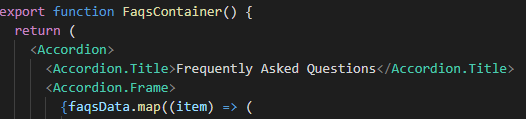 export function FaqsContainer() {
  return (
    <Accordion>
      <Accordion.Title>Frequently Asked Questions</Accordion.Title>
      <Accordion.Frame>
        {faqsData.map((item) => (